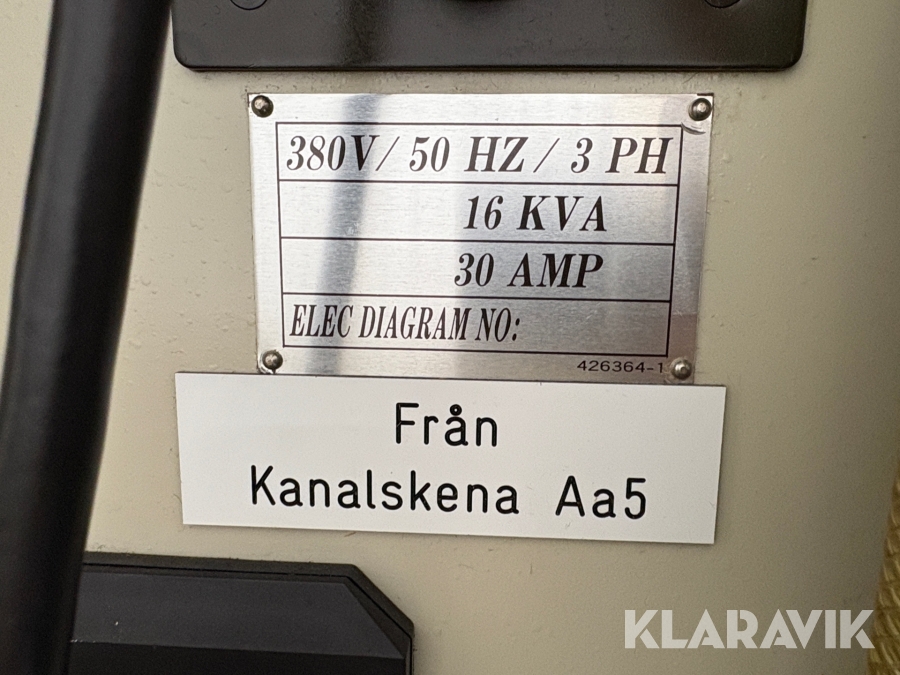 380V/ 50 HZ / 3 PH
16 KVA
30 AMP
ELEC DIAGRAM NO:
426364-1
Från
Kanalskena Aa5
KLARAVIK